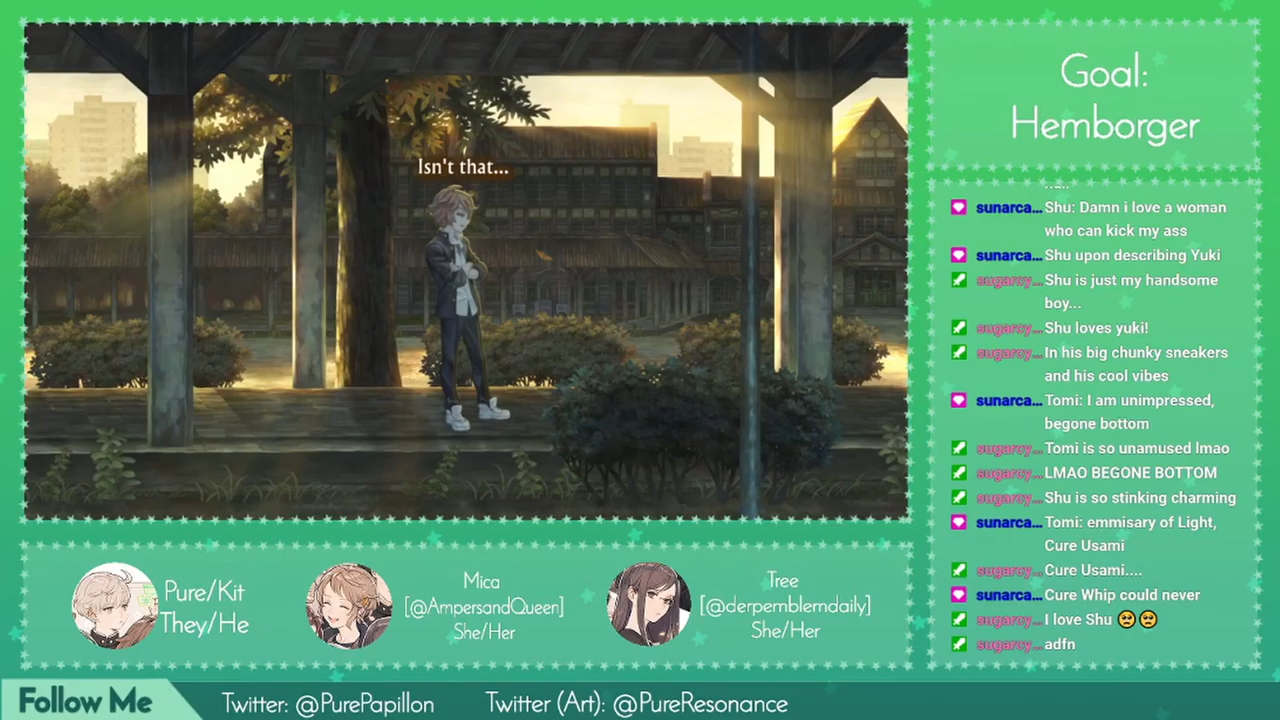 Isn't that...
Goal:
Hemborger
sunarca... Shu: Damn i love a woman
who can kick my ass
sunarca... Shu upon describing Yuki
sugarcy... Shu is just my handsome
boy...
sugarcy... Shu loves yuki!
sugarcy... In his big chunky sneakers
and his cool vibes
sunarca... Tomi: I am unimpressed,
begone bottom
sugarcy... Tomi is so unamused lmao
sugarcy... LMAO BEGONE BOTTOM
sugarcy... Shu is so stinking charming
sunarca... Tomi: emmisary of Light,
Cure Usami
sugarcy... Cure Usami....
sunarca... Cure Whip could never
sugarcy... I love Shu 🥺🥺
sugarcy... adfn
Pure/Kit
They/He
Mica
[@AmpersandQueen]
She/Her
Tree
[@derpemblemdaily]
She/Her
Follow Me
Twitter: @PurePapillon
Twitter (Art): @PureResonance